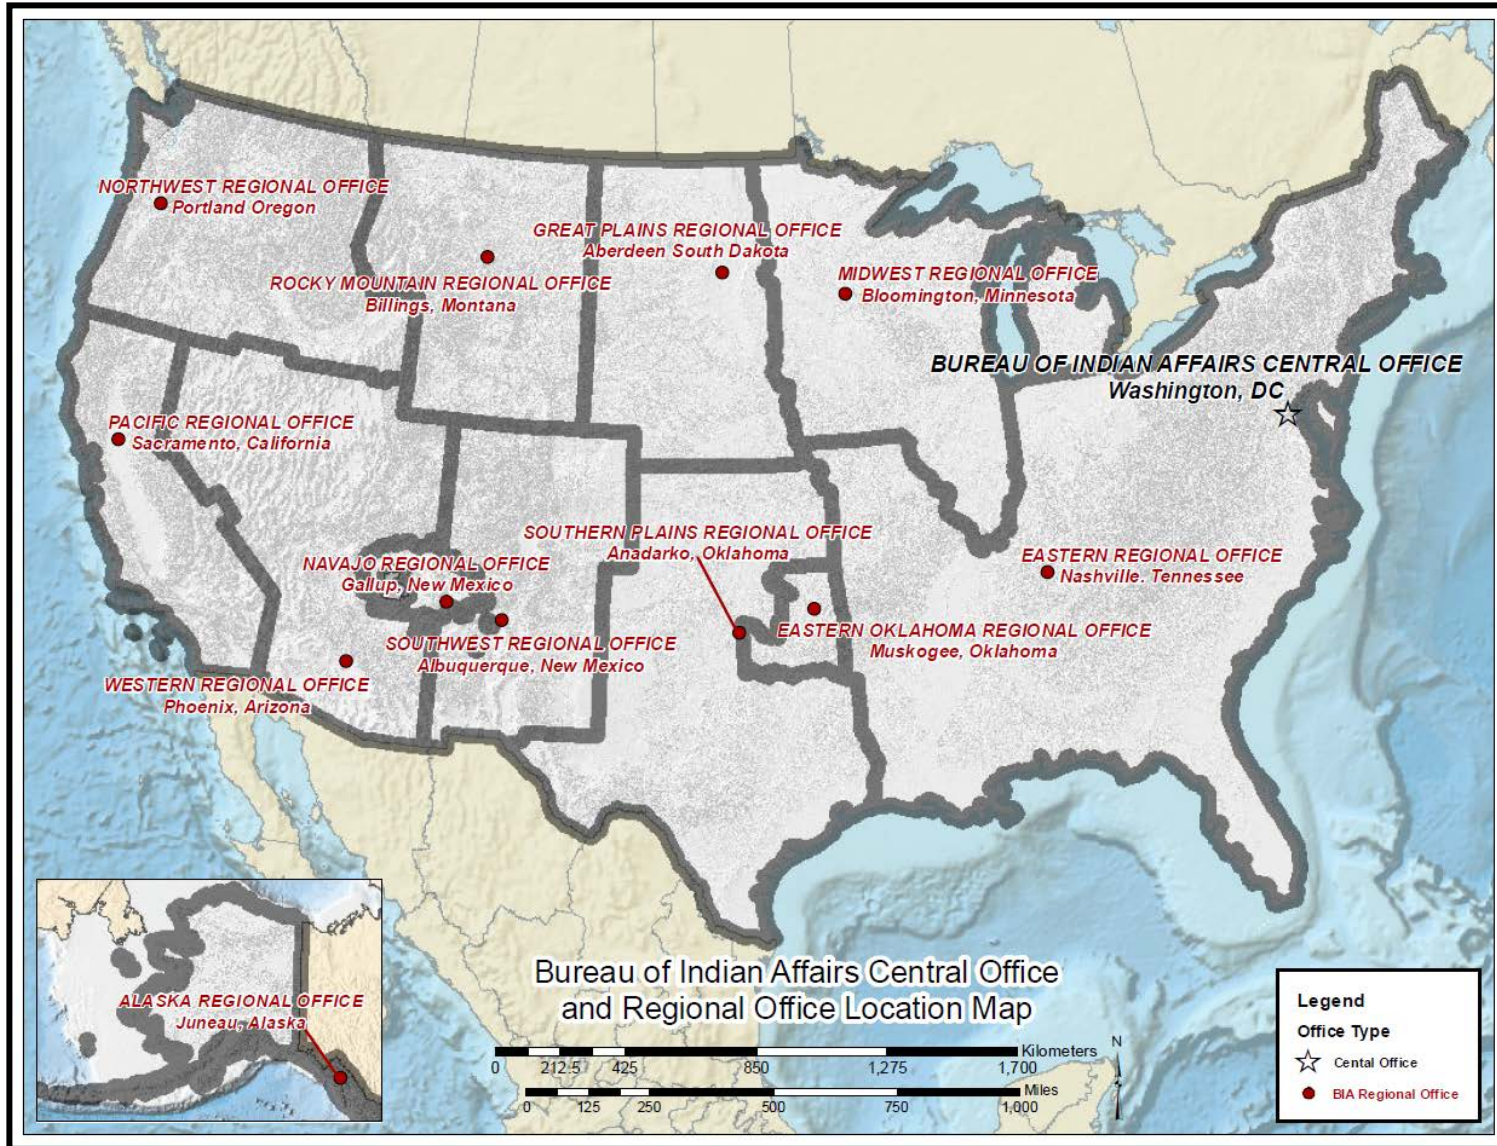 NORTHWEST REGIONAL OFFICE
Portland Oregon
GREAT PLAINS REGIONAL OFFICE
Aberdeen South Dakota
ROCKY MOUNTAIN REGIONAL OFFICE
Billings, Montana
MIDWEST REGIONAL OFFICE
Bloomington, Minnesota
BUREAU OF INDIAN AFFAIRS CENTRAL OFFICE
Washington, DC
PACIFIC REGIONAL OFFICE
Sacramento, California
SOUTHERN PLAINS REGIONAL OFFICE
Anadarko, Oklahoma
NAVAJO REGIONAL OFFICE
Gallup, New Mexico
EASTERN REGIONAL OFFICE
Nashville. Tennessee
SOUTHWEST REGIONAL OFFICE
Albuquerque, New Mexico
EASTERN OKLAHOMA REGIONAL OFFICE
Muskogee, Oklahoma
WESTERN REGIONAL OFFICE
Phoenix, Arizona
ALASKA REGIONAL OFFICE
Juneau, Alaska
Bureau of Indian Affairs Central Office
and Regional Office Location Map
Kilometers
0 212.5 425 850 1,275 1,700
Miles
0 125 250 500 750 1,000
N
Legend
Office Type
Cental Office
BIA Regional Office